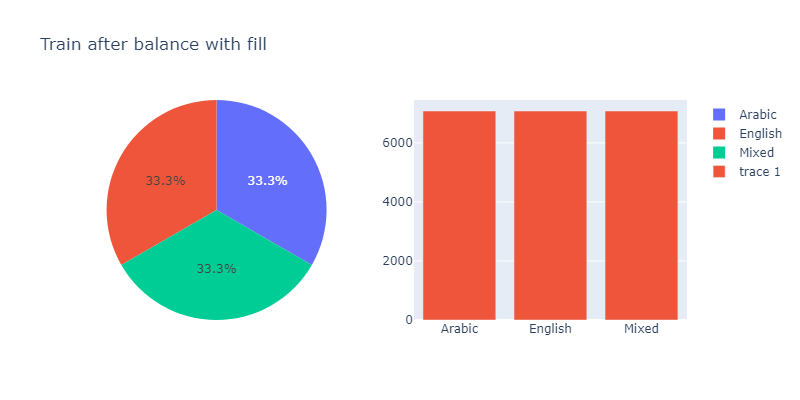 Train after balance with fill
33.3%
33.3%
33.3%
6000
4000
2000
0
Arabic
English
Mixed
Arabic
English
Mixed
trace 1